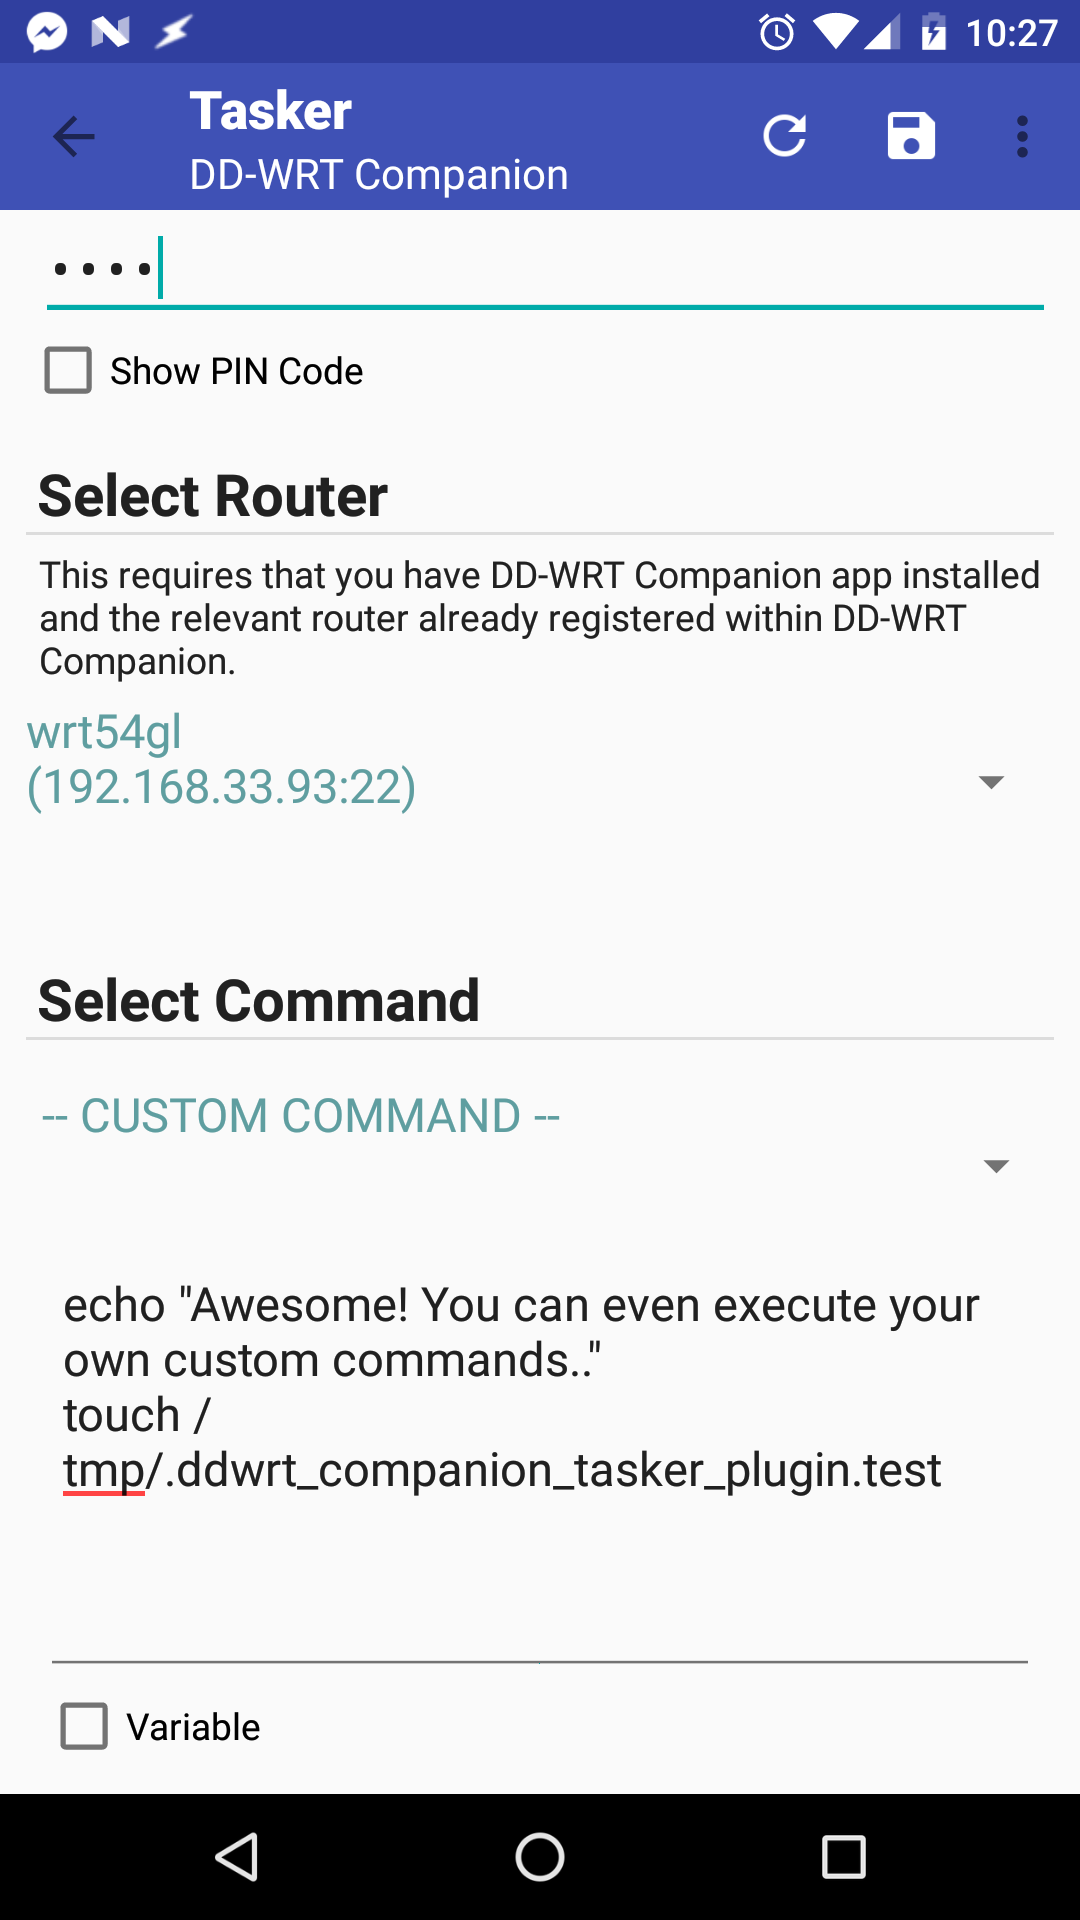 10:27
Tasker
DD-WRT Companion
••••
Show PIN Code
Select Router
This requires that you have DD-WRT Companion app installed
and the relevant router already registered within DD-WRT
Companion.
wrt54gl
(192.168.33.93:22)
Select Command
-- CUSTOM COMMAND --
echo "Awesome! You can even execute your
own custom commands.."
touch /
tmp/.ddwrt_companion_tasker_plugin.test
Variable